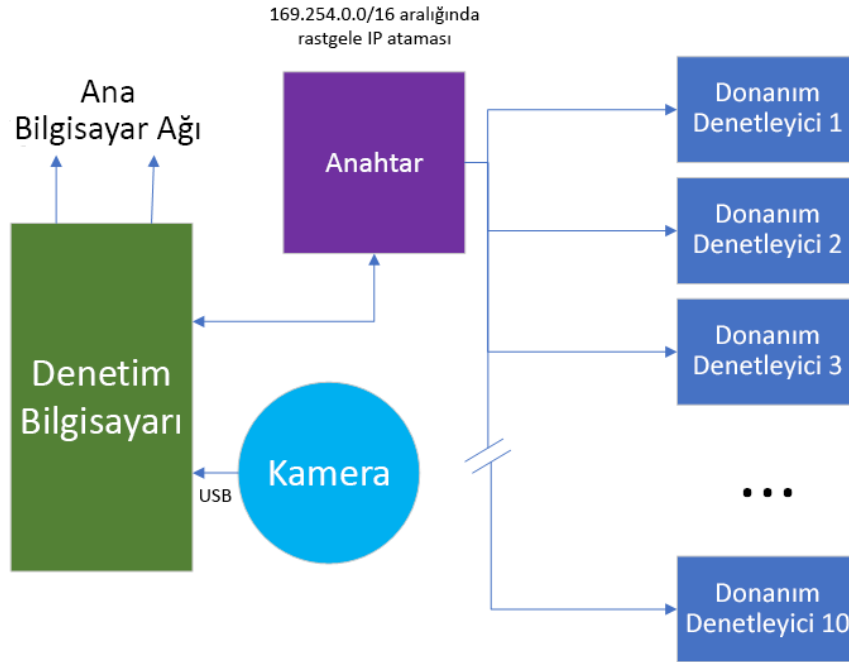 169.254.0.0/16 aralığında
rastgele IP ataması
Ana
Bilgisayar Ağı
Anahtar
Donanım
Denetleyici 1
Donanım
Denetleyici 2
Donanım
Denetleyici 3
Denetim
Bilgisayarı
Kamera
USB
...
Donanım
Denetleyici 10